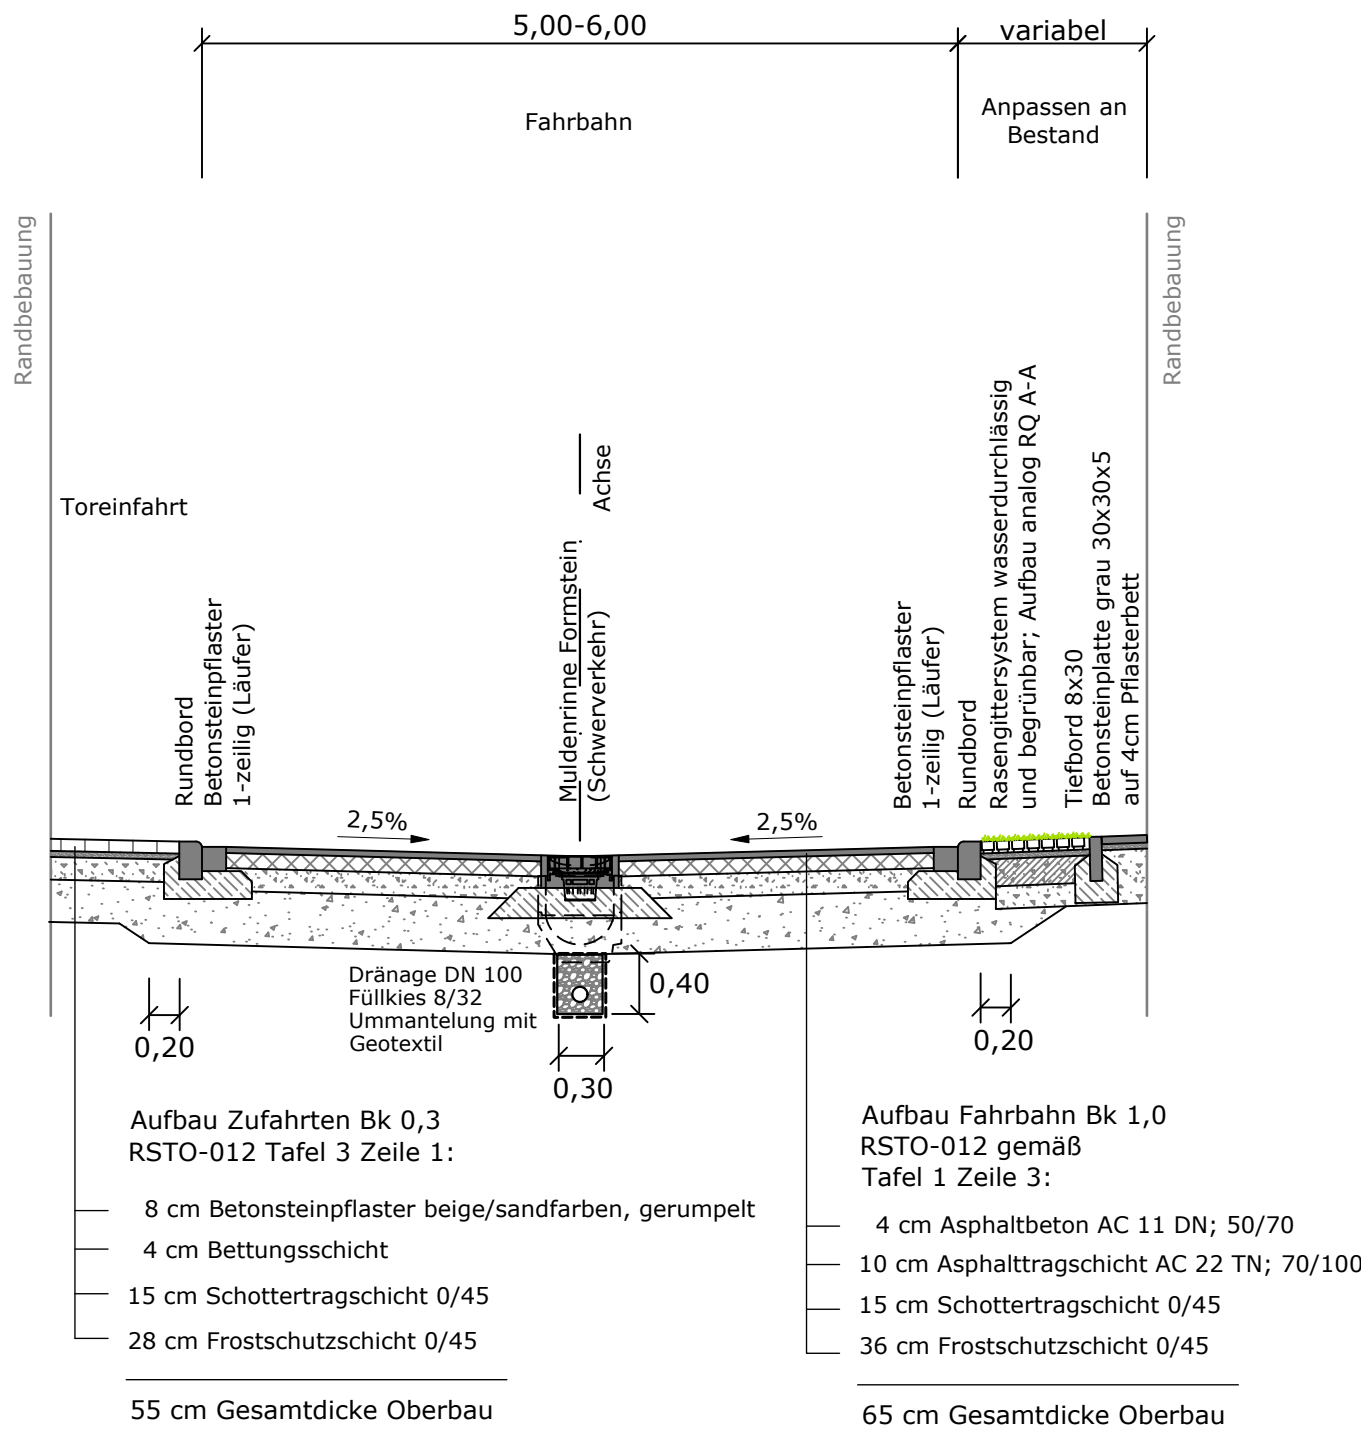 5,00-6,00
variabel
Fahrbahn
Anpassen an
Bestand
Randbebauung
Randbebauung
Toreinfahrt
Achse
Rundbord
Betonsteinpflaster
1-zeilig (Läufer)
Muldenrinne Formstein
(Schwerverkehr)
Betonsteinpflaster
1-zeilig (Läufer)
Rundbord
Rasengittersystem wasserdurchlässig
und begrünbar; Aufbau analog RQ A-A
Tiefbord 8x30
Betonsteinplatte grau 30x30x5
auf 4cm Pflasterbett
2,5%
2,5%
Dränage DN 100
Füllkies 8/32
Ummantelung mit
Geotextil
0,40
0,20
0,30
0,20
Aufbau Zufahrten Bk 0,3
RSTO-012 Tafel 3 Zeile 1:
8 cm Betonsteinpflaster beige/sandfarben, gerumpelt
4 cm Bettungsschicht
15 cm Schottertragschicht 0/45
28 cm Frostschutzschicht 0/45
55 cm Gesamtdicke Oberbau
Aufbau Fahrbahn Bk 1,0
RSTO-012 gemäß
Tafel 1 Zeile 3:
4 cm Asphaltbeton AC 11 DN; 50/70
10 cm Asphalttragschicht AC 22 TN; 70/100
15 cm Schottertragschicht 0/45
36 cm Frostschutzschicht 0/45
65 cm Gesamtdicke Oberbau